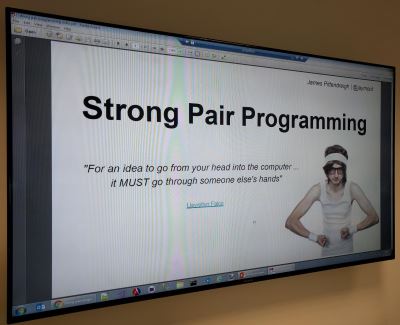 James Pittendreigh |
Strong Pair Programming
"For an idea to go from your head into the computer ...
it MUST go through someone else's hands"
Llewellyn Falco